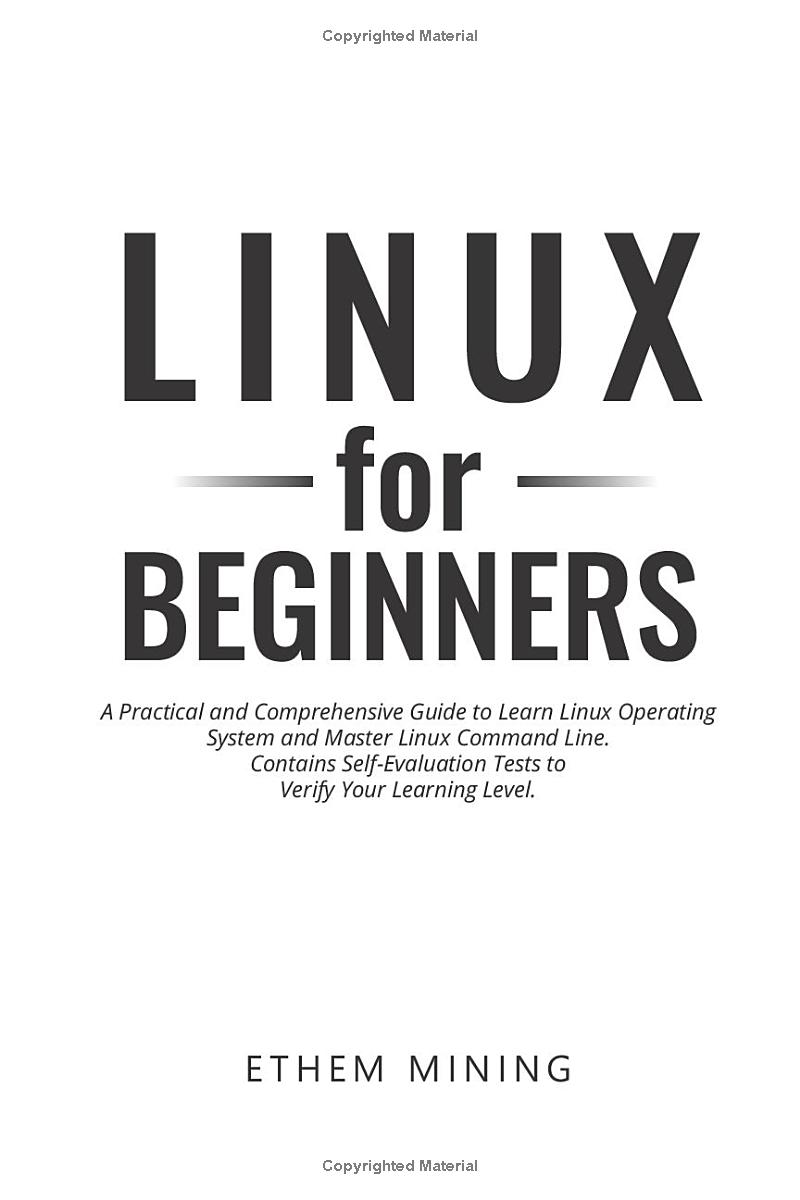 Copyrighted Material
LINUX
for
BEGINNERS
A Practical and Comprehensive Guide to Learn Linux Operating
System and Master Linux Command Line.
Contains Self-Evaluation Tests to
Verify Your Learning Level.
ETHEM MINING
Copyrighted Material